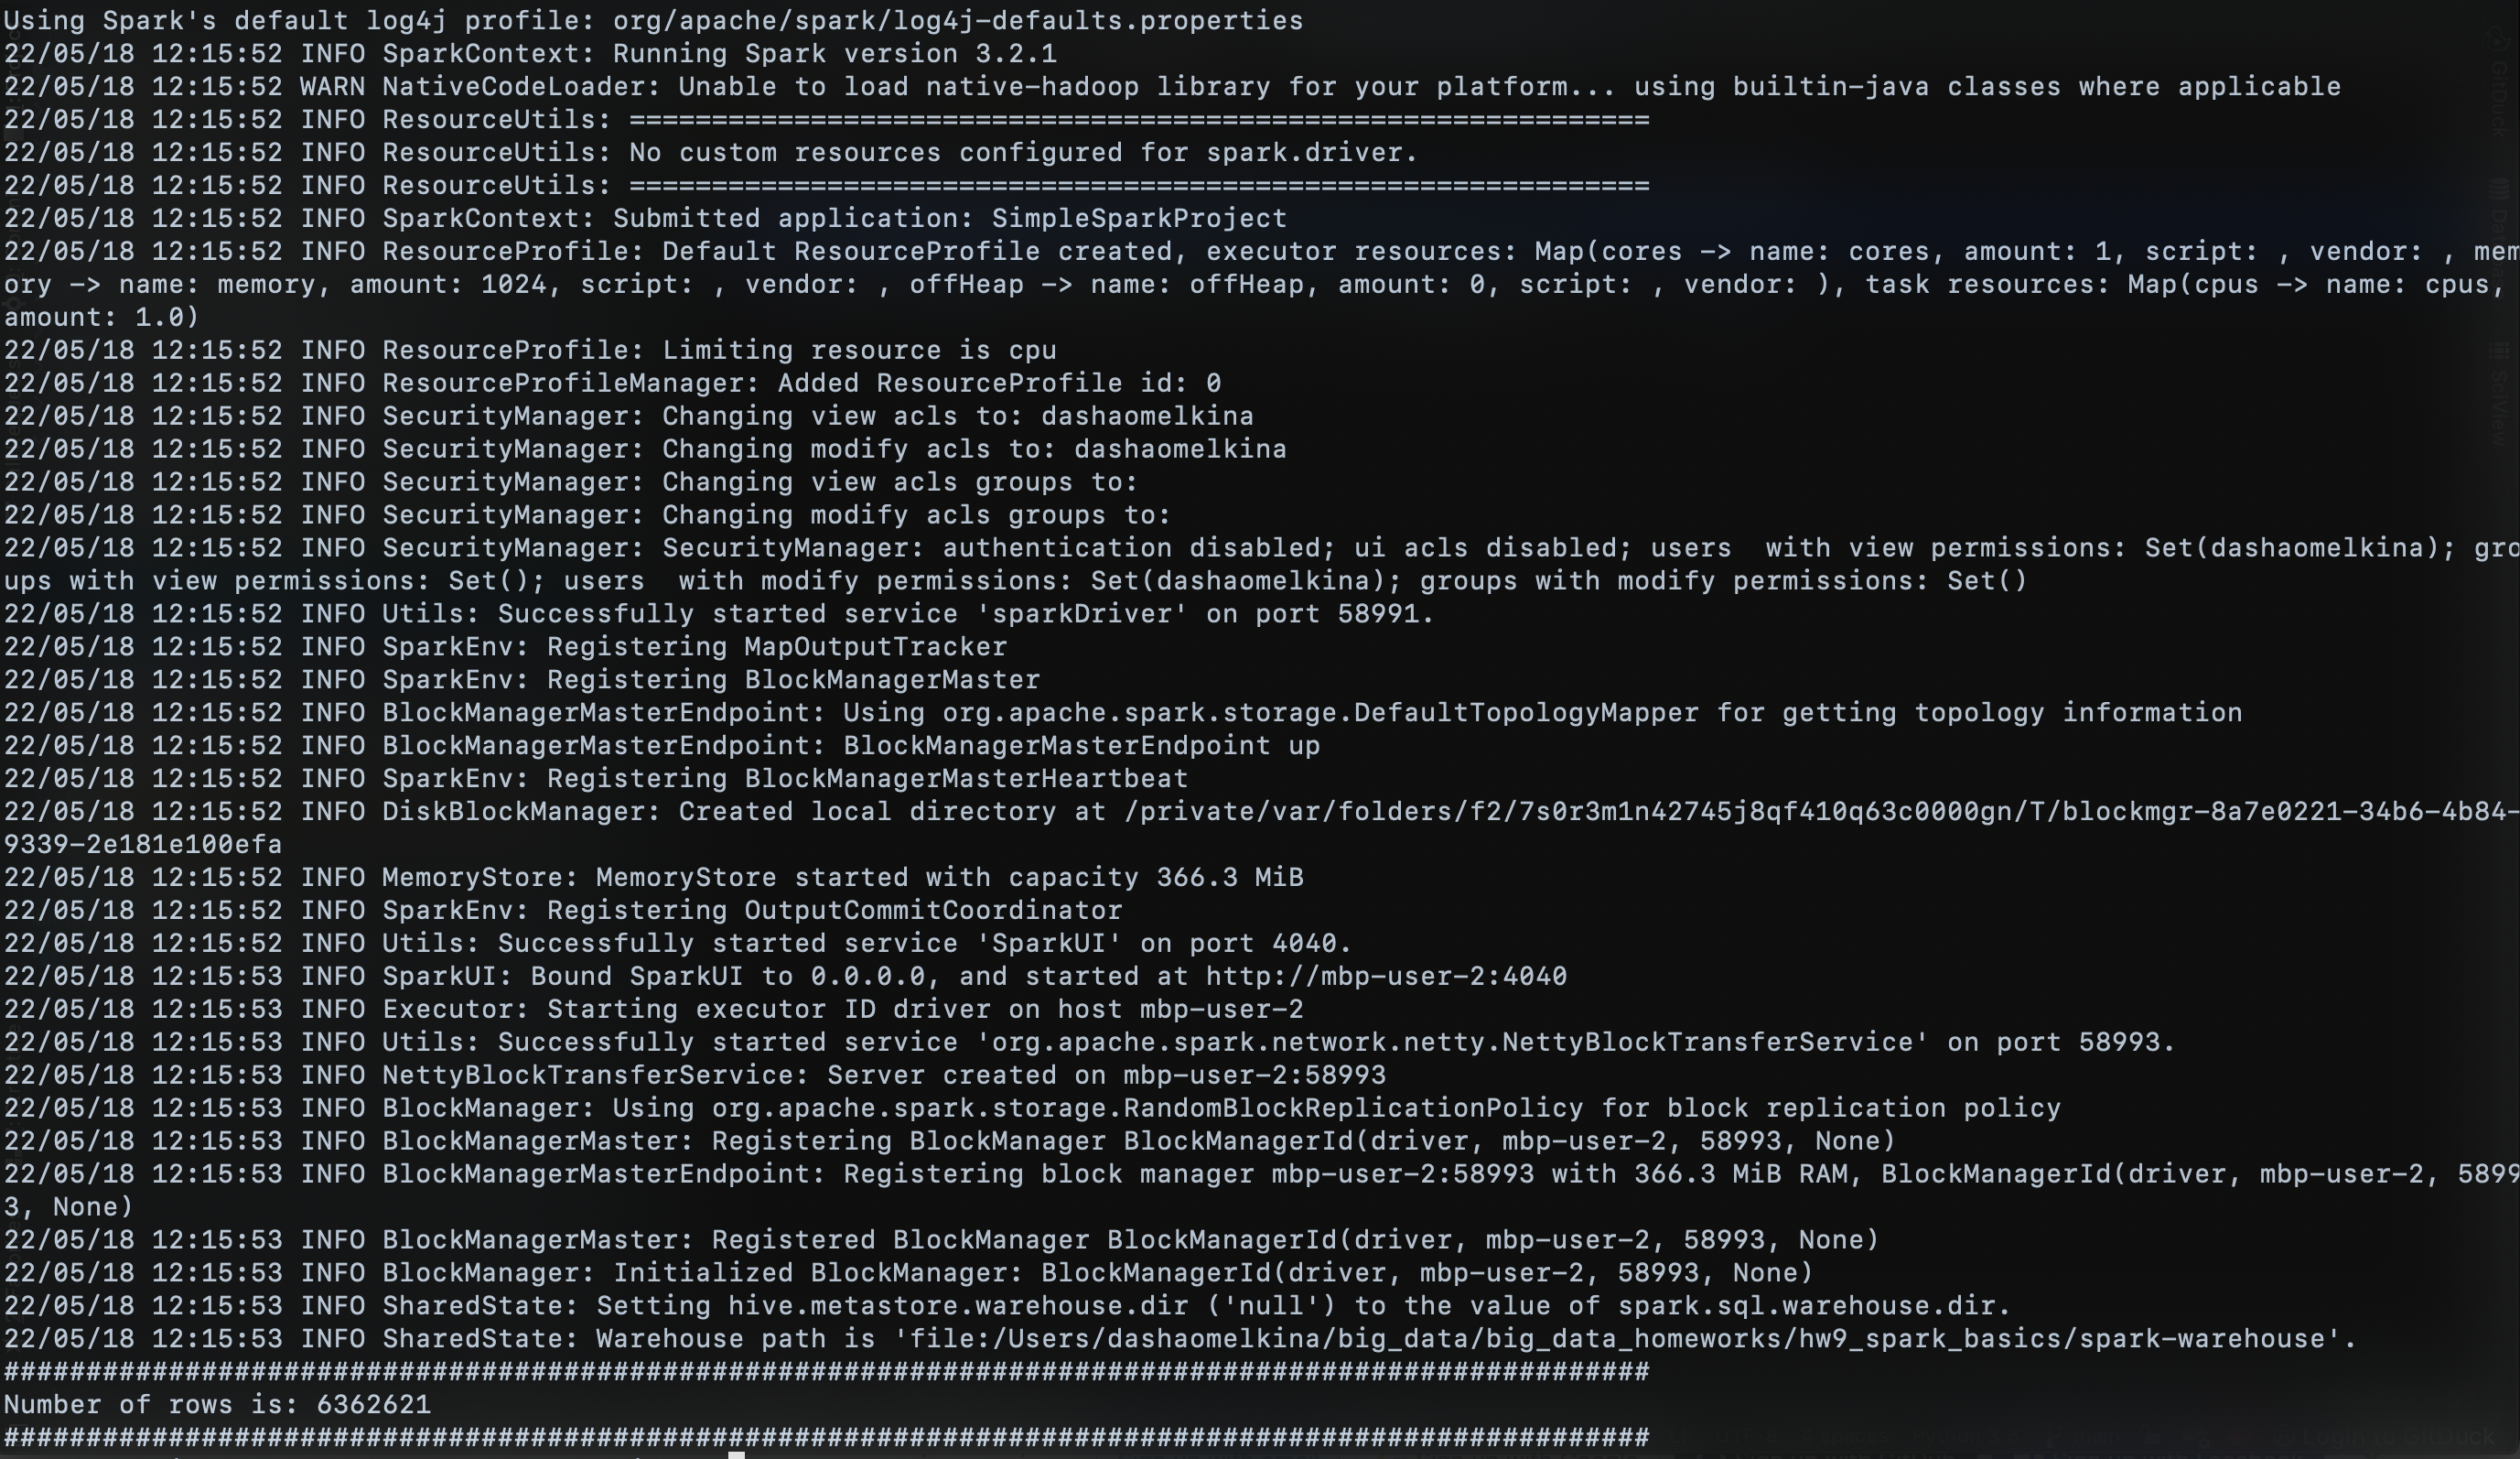 Using Spark's default log4j profile: org/apache/spark/log4j-defaults.properties
22/05/18 12:15:52 INFO SparkContext: Running Spark version 3.2.1
22/05/18 12:15:52 WARN NativeCodeLoader: Unable to load native-hadoop library for your platform... using builtin-java classes where applicable
22/05/18 12:15:52 INFO ResourceUtils: ==============================================================
22/05/18 12:15:52 INFO ResourceUtils: No custom resources configured for spark.driver.
22/05/18 12:15:52 INFO ResourceUtils: ==============================================================
22/05/18 12:15:52 INFO SparkContext: Submitted application: SimpleSparkProject
22/05/18 12:15:52 INFO ResourceProfile: Default ResourceProfile created, executor resources: Map(cores -> name: cores, amount: 1, script: , vendor: , mem
ory -> name: memory, amount: 1024, script: , vendor: , offHeap -> name: offHeap, amount: 0, script: , vendor: ), task resources: Map(cpus -> name: cpus,
amount: 1.0)
22/05/18 12:15:52 INFO ResourceProfile: Limiting resource is cpu
22/05/18 12:15:52 INFO ResourceProfileManager: Added ResourceProfile id: 0
22/05/18 12:15:52 INFO SecurityManager: Changing view acls to: dashaomelkina
22/05/18 12:15:52 INFO SecurityManager: Changing modify acls to: dashaomelkina
22/05/18 12:15:52 INFO SecurityManager: Changing view acls groups to:
22/05/18 12:15:52 INFO SecurityManager: Changing modify acls groups to:
22/05/18 12:15:52 INFO SecurityManager: SecurityManager: authentication disabled; ui acls disabled; users  with view permissions: Set(dashaomelkina); gro
ups with view permissions: Set(); users  with modify permissions: Set(dashaomelkina); groups with modify permissions: Set()
22/05/18 12:15:52 INFO Utils: Successfully started service 'sparkDriver' on port 58991.
22/05/18 12:15:52 INFO SparkEnv: Registering MapOutputTracker
22/05/18 12:15:52 INFO SparkEnv: Registering BlockManagerMaster
22/05/18 12:15:52 INFO BlockManagerMasterEndpoint: Using org.apache.spark.storage.DefaultTopologyMapper for getting topology information
22/05/18 12:15:52 INFO BlockManagerMasterEndpoint: BlockManagerMasterEndpoint up
22/05/18 12:15:52 INFO SparkEnv: Registering BlockManagerMasterHeartbeat
22/05/18 12:15:52 INFO DiskBlockManager: Created local directory at /private/var/folders/f2/7s0r3m1n42745j8qf410q63c0000gn/T/blockmgr-8a7e0221-34b6-4b84-
9339-2e181e100efa
22/05/18 12:15:52 INFO MemoryStore: MemoryStore started with capacity 366.3 MiB
22/05/18 12:15:52 INFO SparkEnv: Registering OutputCommitCoordinator
22/05/18 12:15:52 INFO Utils: Successfully started service 'SparkUI' on port 4040.
22/05/18 12:15:53 INFO SparkUI: Bound SparkUI to 0.0.0.0, and started at http://mbp-user-2:4040
22/05/18 12:15:53 INFO Executor: Starting executor ID driver on host mbp-user-2
22/05/18 12:15:53 INFO Utils: Successfully started service 'org.apache.spark.network.netty.NettyBlockTransferService' on port 58993.
22/05/18 12:15:53 INFO NettyBlockTransferService: Server created on mbp-user-2:58993
22/05/18 12:15:53 INFO BlockManager: Using org.apache.spark.storage.RandomBlockReplicationPolicy for block replication policy
22/05/18 12:15:53 INFO BlockManagerMaster: Registering BlockManager BlockManagerId(driver, mbp-user-2, 58993, None)
22/05/18 12:15:53 INFO BlockManagerMasterEndpoint: Registering block manager mbp-user-2:58993 with 366.3 MiB RAM, BlockManagerId(driver, mbp-user-2, 5899
3, None)
22/05/18 12:15:53 INFO BlockManagerMaster: Registered BlockManager BlockManagerId(driver, mbp-user-2, 58993, None)
22/05/18 12:15:53 INFO BlockManager: Initialized BlockManager: BlockManagerId(driver, mbp-user-2, 58993, None)
22/05/18 12:15:53 INFO SharedState: Setting hive.metastore.warehouse.dir ('null') to the value of spark.sql.warehouse.dir.
22/05/18 12:15:53 INFO SharedState: Warehouse path is 'file:/Users/dashaomelkina/big_data/big_data_homeworks/hw9_spark_basics/spark-warehouse'.
####################################################################################################
Number of rows is: 6362621
####################################################################################################
GitDuck
SciView